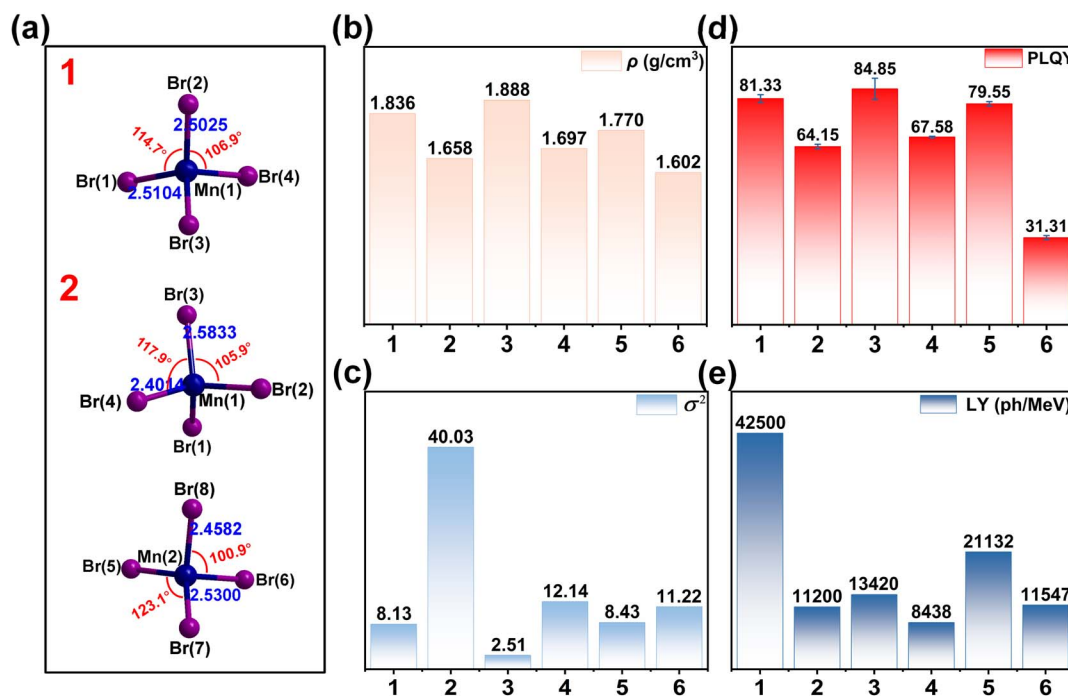 (a)
1
Br(2)
2.5025
114.7°
106.9°
Br(1)
2.5104
Mn(1)
Br(4)
Br(3)
2
Br(3)
2.5833
117.9°
105.9°
2.4014
Br(4)
Mn(1)
Br(2)
Br(1)
Br(8)
2.4582
Mn(2)
100.9°
Br(5)
Br(6)
123.1°
2.5300
Br(7)
(b)
ρ (g/cm³)
1.836
1.658
1.888
1.697
1.770
1.602
1 2 3 4 5 6
(d)
PLQY
81.33
64.15
84.85
67.58
79.55
31.31
1 2 3 4 5 6
(c)
σ²
8.13
40.03
2.51
12.14
8.43
11.22
1 2 3 4 5 6
(e)
LY (ph/MeV)
42500
11200
13420
8438
21132
11547
1 2 3 4 5 6